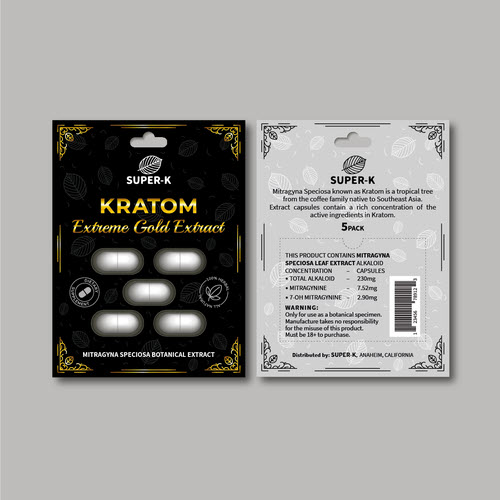 SUPER-K
KRATOM
Extreme Gold Extract
DIETARY
SUPPLEMENT
100% HERBAL
MITRAGYNA SPECIOSA BOTANICAL EXTRACT
SUPER-K
Mitragyna Speciosa known as Kratom is a tropical tree
from the coffee family native to Southeast Asia.
Extract capsules contain a rich concentration of the
active ingredients in Kratom.
5PACK
THIS PRODUCT CONTAINS MITRAGYNA
SPECIOSA LEAF EXTRACT ALKALOID
CONCENTRATION - CAPSULES
• TOTAL ALKALOID - 230mg
• MITRAGYNINE - 7.52mg
• 7-OH MITRAGYNINE - 2.90mg
WARNING:
Only for use as a botanical specimen.
Manufacture takes no responsibility
for the misuse of this product.
Must be 18+ to purchase.
Distributed by: SUPER-K, ANAHEIM, CALIFORNIA